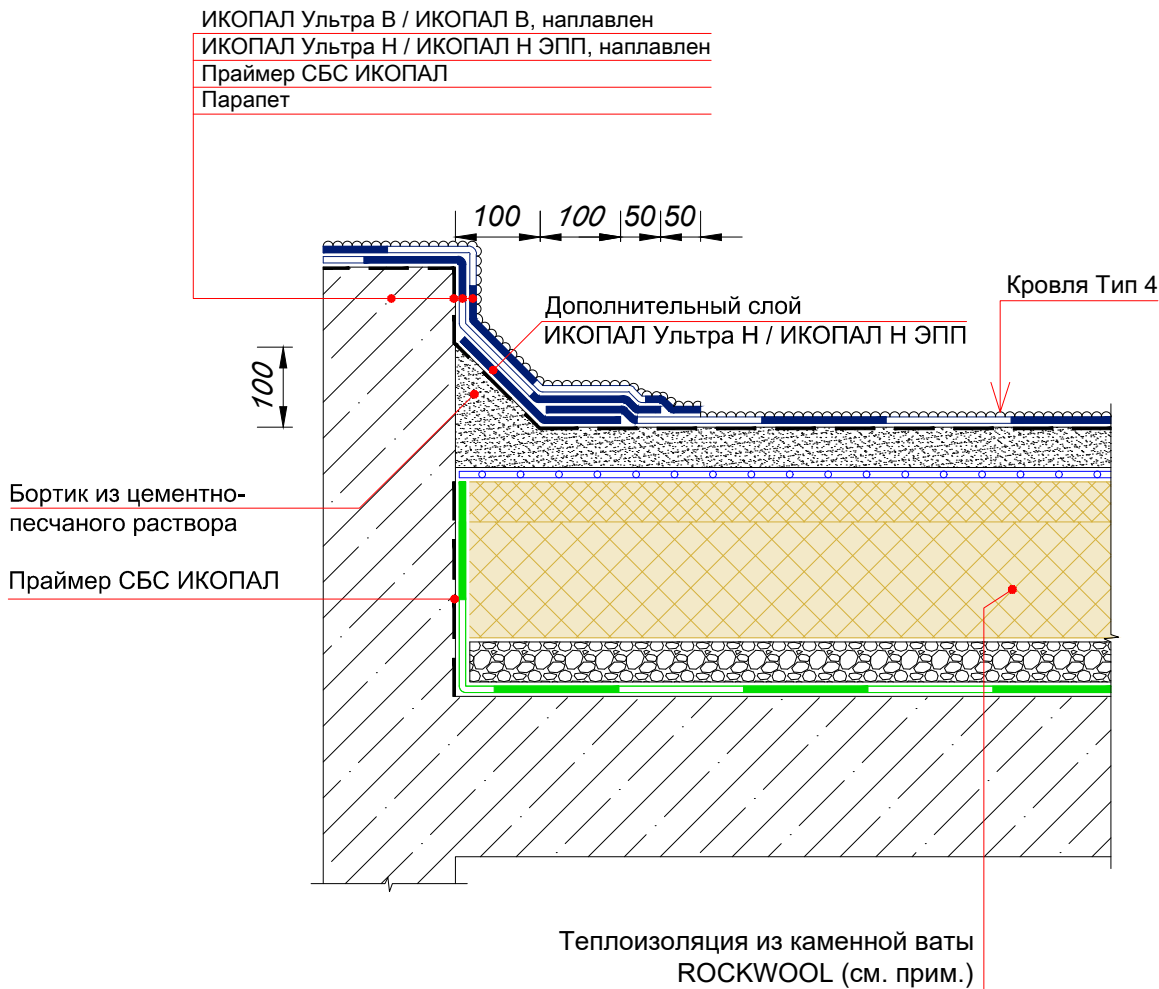 ИКОПАЛ Ультра В / ИКОПАЛ В, наплавлен
ИКОПАЛ Ультра Н / ИКОПАЛ Н ЭПП, наплавлен
Праймер СБС ИКОПАЛ
Парапет
100 100 50 50
Кровля Тип 4
Дополнительный слой
ИКОПАЛ Ультра Н / ИКОПАЛ Н ЭПП
100
Бортик из цементно-
песчаного раствора
Праймер СБС ИКОПАЛ
Теплоизоляция из каменной ваты
ROCKWOOL (см. прим.)